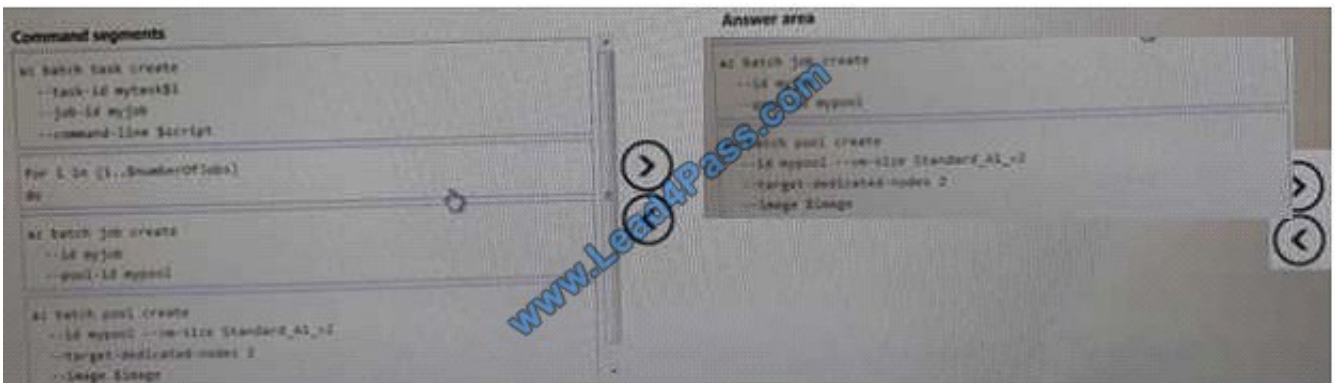 Command segments
az batch task create
--task-id mytask$i
--job-id myjob
--command-line $script
for i in {1..$numberOfJobs}
do
az batch job create
--id myjob
--pool-id mypool
az batch pool create
--id mypool --vm-size Standard_A1_v2
--target-dedicated-nodes 2
--image $image
Answer area
az batch job create
--id
mypool
batch pool create
--id mypool --vm-size Standard_A1_v2
--target-dedicated-nodes 2
--image $image
www.Lead4Pass.com